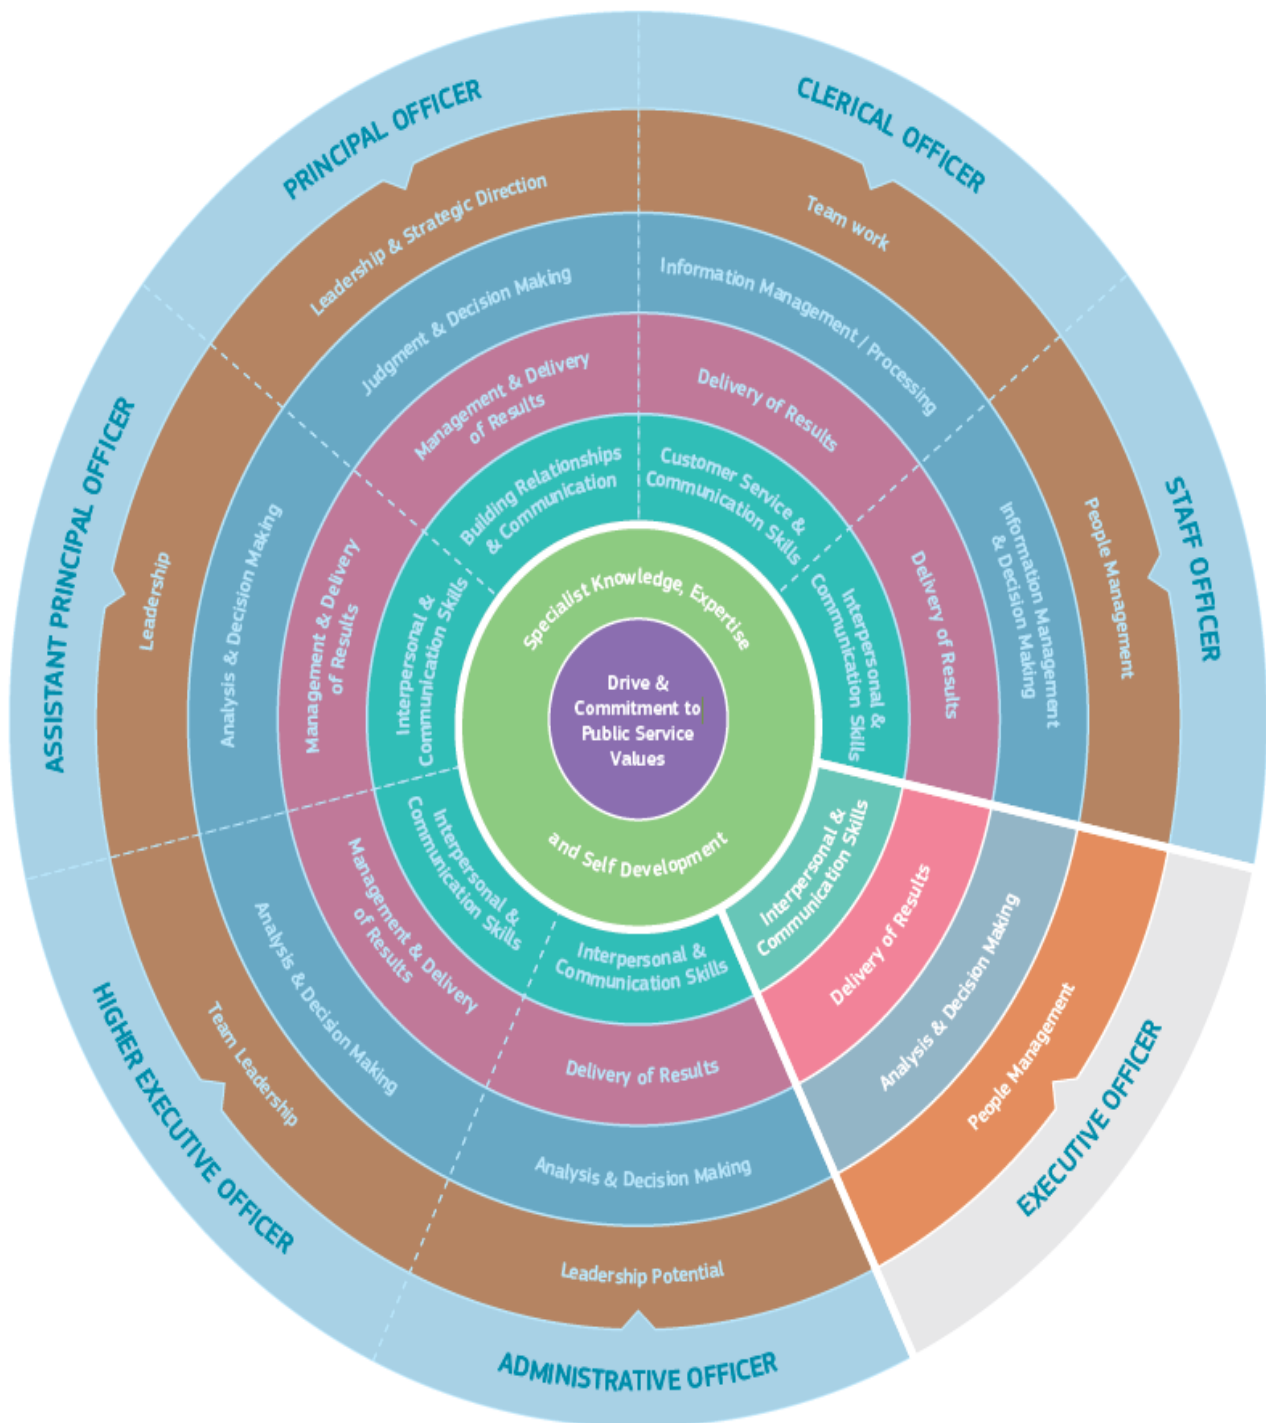 PRINCIPAL OFFICER
Leadership & Strategic Direction
Judgment & Decision Making
Management & Delivery
of Results
Building Relationships
& Communication
CLERICAL OFFICER
Team work
Information Management / Processing
Delivery of Results
Customer Service &
Communication Skills
STAFF OFFICER
People Management
Information Management
& Decision Making
Delivery of Results
Interpersonal &
Communication Skills
EXECUTIVE OFFICER
People Management
Analysis & Decision Making
Delivery of Results
Interpersonal &
Communication Skills
ADMINISTRATIVE OFFICER
Leadership Potential
Analysis & Decision Making
Delivery of Results
Interpersonal &
Communication Skills
HIGHER EXECUTIVE OFFICER
Team Leadership
Analysis & Decision Making
Management & Delivery
of Results
Interpersonal &
Communication Skills
ASSISTANT PRINCIPAL OFFICER
Leadership
Analysis & Decision Making
Management & Delivery
of Results
Interpersonal &
Communication Skills
Specialist Knowledge, Expertise
and Self Development
Drive &
Commitment to
Public Service
Values